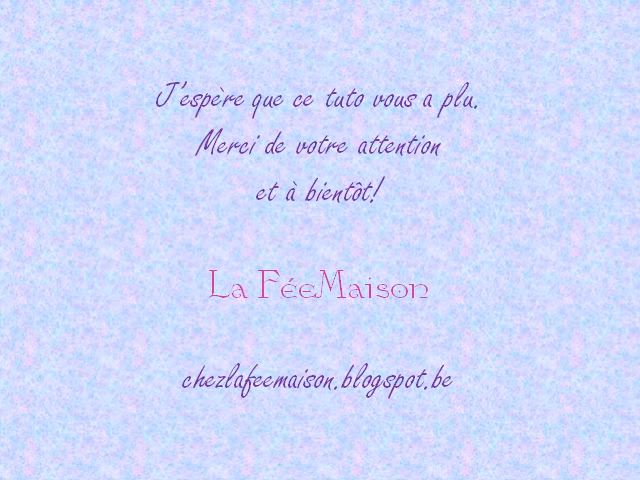 J'espère que ce tuto vous a plu.
Merci de votre attention
et à bientôt!
La FéeMaison
chezlafeemaison.blogspot.be